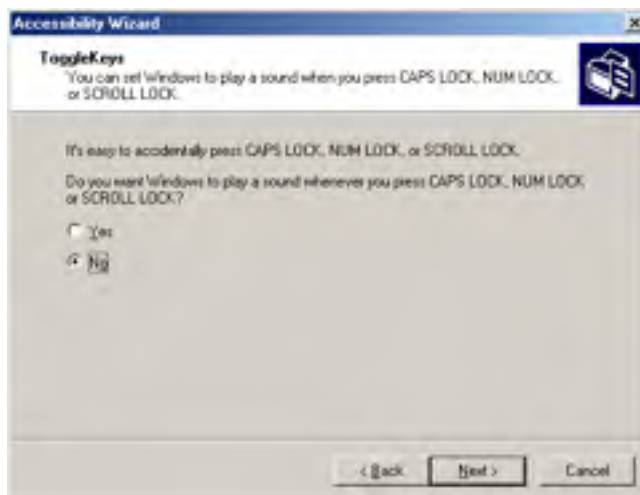 Accessibility Wizard
ToggleKeys
You can set Windows to play a sound when you press CAPS LOCK, NUM LOCK,
or SCROLL LOCK.
It's easy to accidentally press CAPS LOCK, NUM LOCK, or SCROLL LOCK.
Do you want Windows to play a sound whenever you press CAPS LOCK, NUM LOCK
or SCROLL LOCK?
Yes
No
< Back
Next >
Cancel